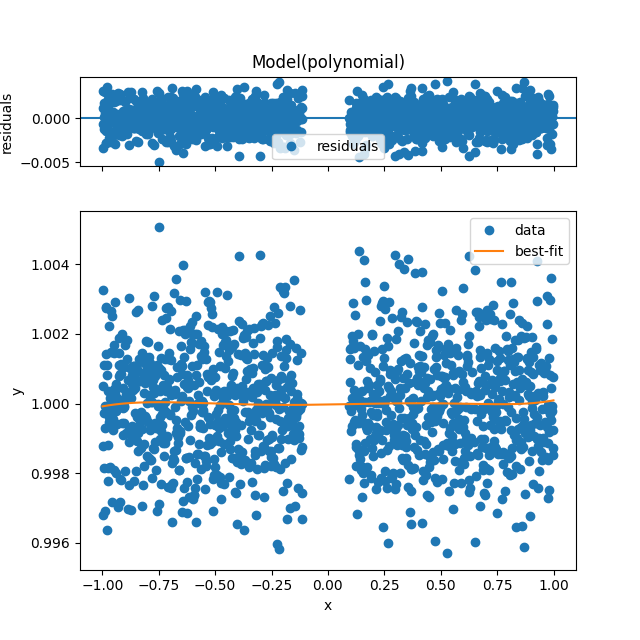 Model(polynomial)
residuals
0.000
−0.005
residuals
data
best-fit
y
1.004
1.002
1.000
0.998
0.996
−1.00 −0.75 −0.50 −0.25 0.00 0.25 0.50 0.75 1.00
x